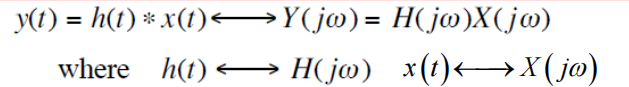 y(t) = h(t) * x(t) ⟷ Y(jω) = H(jω)X(jω)
where h(t) ⟷ H(jω) x(t) ⟷ X(jω)